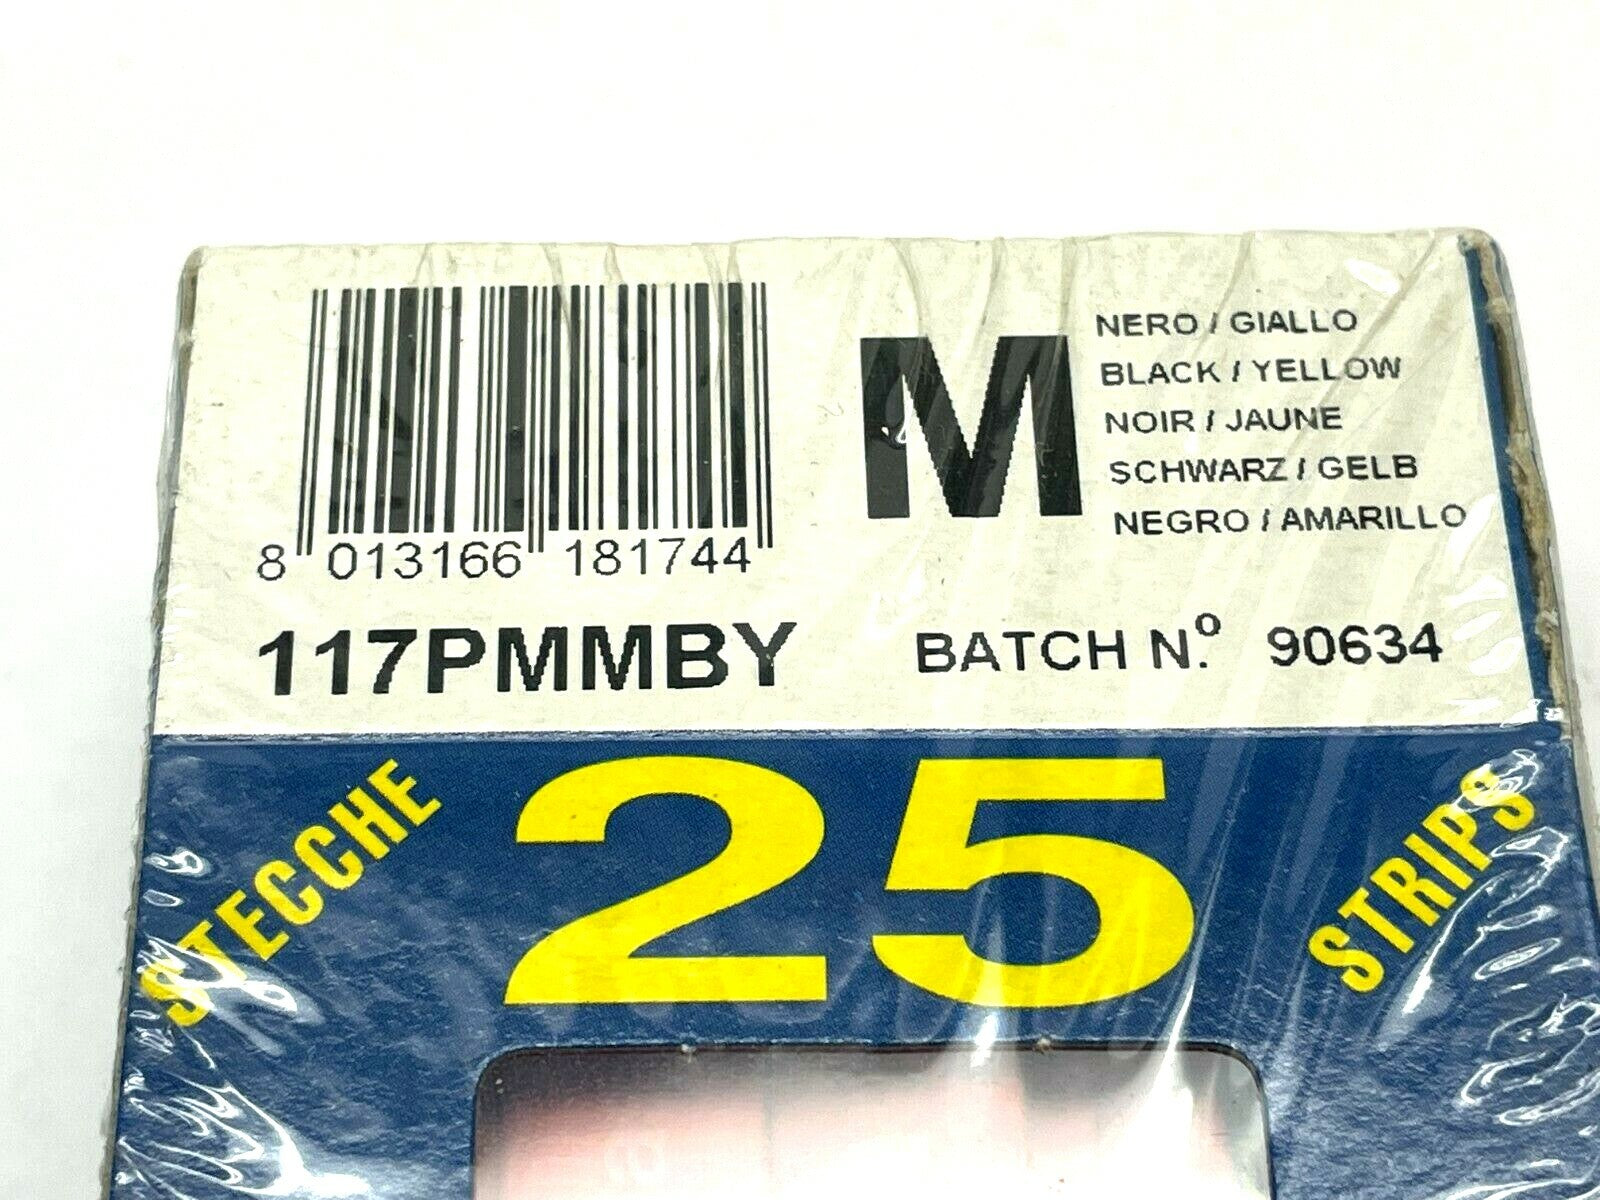 8 013166 181744
M
NERO / GIALLO
BLACK / YELLOW
NOIR / JAUNE
SCHWARZ / GELB
NEGRO / AMARILLO
117PMMBY
BATCH N.º 90634
STECCHE
25
STRIPS